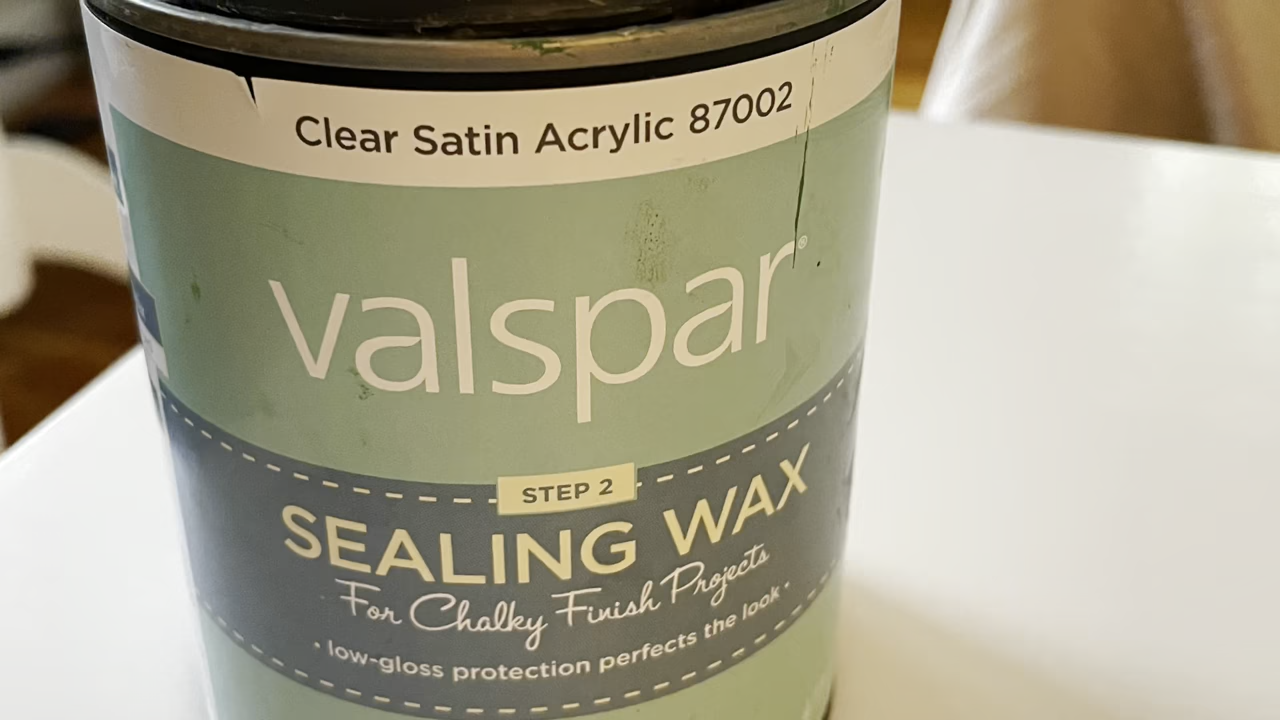 Clear Satin Acrylic 87002
valspar®
STEP 2
SEALING WAX
For Chalky Finish Projects
• low-gloss protection perfects the look •